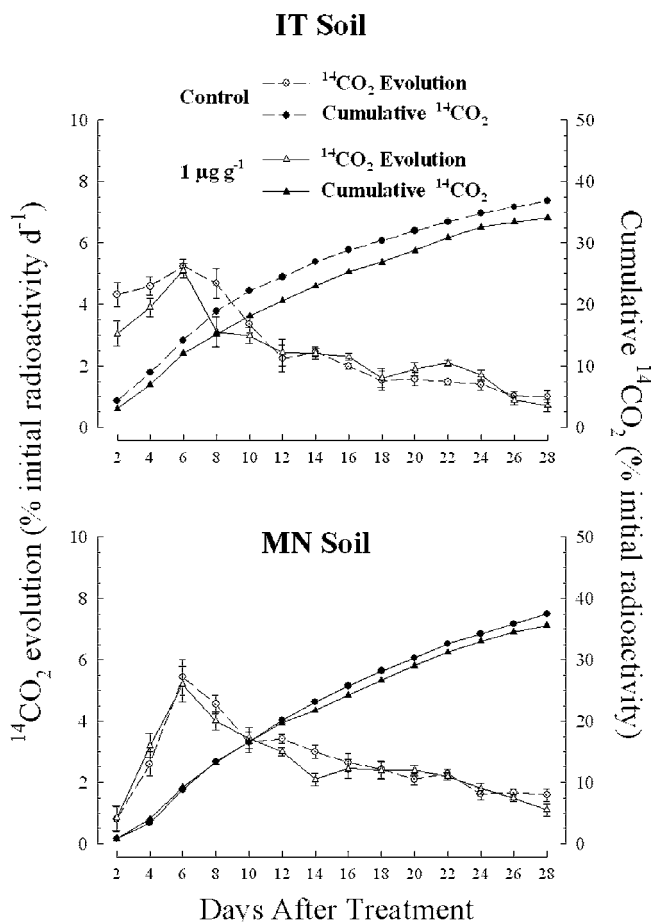 IT Soil
Control
¹⁴CO₂ Evolution
Cumulative ¹⁴CO₂
1 µg g⁻¹
¹⁴CO₂ Evolution
Cumulative ¹⁴CO₂
10
8
6
4
2
0
50
40
30
20
10
0
2 4 6 8 10 12 14 16 18 20 22 24 26 28
MN Soil
10
8
6
4
2
0
50
40
30
20
10
0
2 4 6 8 10 12 14 16 18 20 22 24 26 28
Days After Treatment
¹⁴CO₂ evolution (% initial radioactivity d⁻¹)
Cumulative ¹⁴CO₂ (% initial radioactivity)